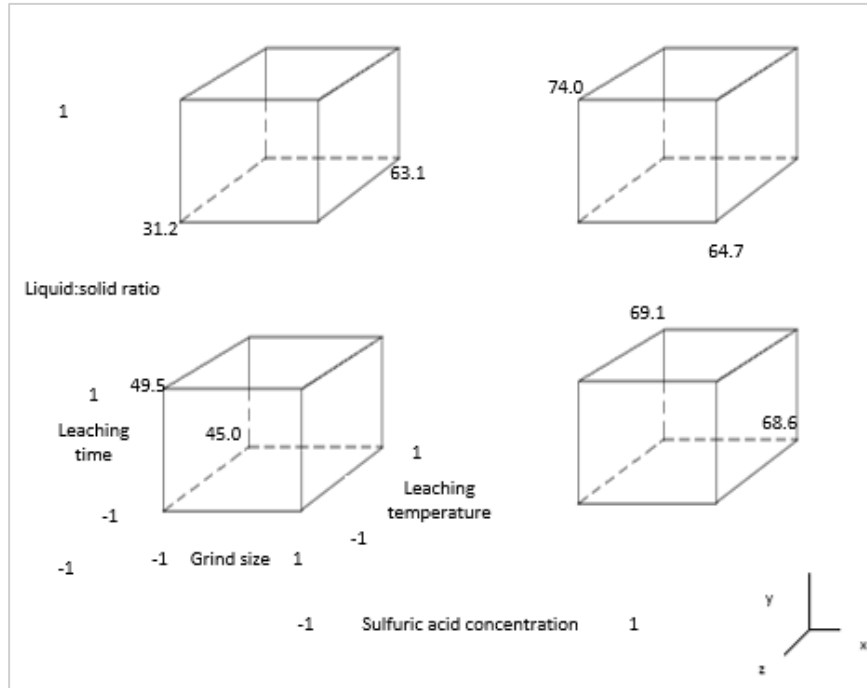 74.0
1
63.1
31.2
64.7
Liquid:solid ratio
69.1
49.5
1
Leaching
time
45.0
68.6
1
Leaching
temperature
-1
-1
-1
-1
Grind size
1
-1
Sulfuric acid concentration
1
y
x
z